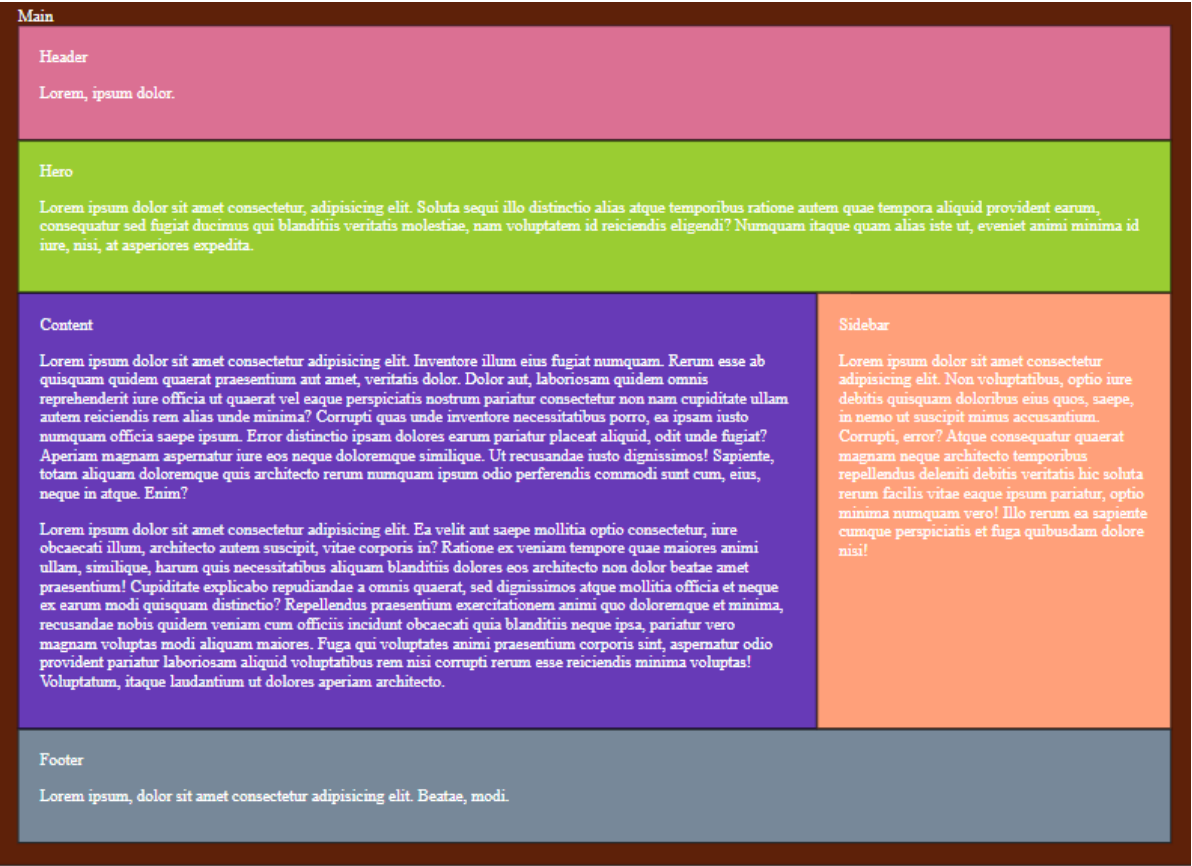 Main
Header
Lorem, ipsum dolor.
Hero
Lorem ipsum dolor sit amet consectetur, adipisicing elit. Soluta sequi illo distinctio alias atque temporibus ratione autem quae tempora aliquid provident earum,
consequatur sed fugiat ducimus qui blanditiis veritatis molestiae, nam voluptatem id reiciendis eligendi? Numquam itaque quam alias iste ut, eveniet animi minima id
iure, nisi, at asperiores expedita.
Content
Lorem ipsum dolor sit amet consectetur adipisicing elit. Inventore illum eius fugiat numquam. Rerum esse ab
quisquam quidem quaerat praesentium aut amet, veritatis dolor. Dolor aut, laboriosam quidem omnis
reprehenderit iure officia ut quaerat vel eaque perspiciatis nostrum pariatur consectetur non nam cupiditate ullam
autem reiciendis rem alias unde minima? Corrupti quas unde inventore necessitatibus porro, ea ipsam iusto
numquam officia saepe ipsum. Error distinctio ipsam dolores earum pariatur placeat aliquid, odit unde fugiat?
Aperiam magnam aspernatur iure eos neque doloremque similique. Ut recusandae iusto dignissimos! Sapiente,
totam aliquam doloremque quis architecto rerum numquam ipsum odio perferendis commodi sunt cum, eius,
neque in atque. Enim?
Lorem ipsum dolor sit amet consectetur adipisicing elit. Ea velit aut saepe mollitia optio consectetur, iure
obcaecati illum, architecto autem suscipit, vitae corporis in? Ratione ex veniam tempore quae maiores animi
ullam, similique, harum quis necessitatibus aliquam blanditiis dolores eos architecto non dolor beatae amet
praesentium! Cupiditate explicabo repudiandae a omnis quaerat, sed dignissimos atque mollitia officia et neque
ex earum modi quisquam distinctio? Repellendus praesentium exercitationem animi quo doloremque et minima,
recusandae nobis quidem veniam cum officiis incidunt obcaecati quia blanditiis neque ipsa, pariatur vero
magnam voluptas modi aliquam maiores. Fuga qui voluptates animi praesentium corporis sint, aspernatur odio
provident pariatur laboriosam aliquid voluptatibus rem nisi corrupti rerum esse reiciendis minima voluptas!
Voluptatum, itaque laudantium ut dolores aperiam architecto.
Sidebar
Lorem ipsum dolor sit amet consectetur
adipisicing elit. Non voluptatibus, optio iure
debitis quisquam doloribus eius quos, saepe,
in nemo ut suscipit minus accusantium.
Corrupti, error? Atque consequatur quaerat
magnam neque architecto temporibus
repellendus deleniti debitis veritatis hic soluta
rerum facilis vitae eaque ipsum pariatur, optio
minima numquam vero! Illo rerum ea sapiente
cumque perspiciatis et fuga quibusdam dolore
nisi!
Footer
Lorem ipsum, dolor sit amet consectetur adipisicing elit. Beatae, modi.